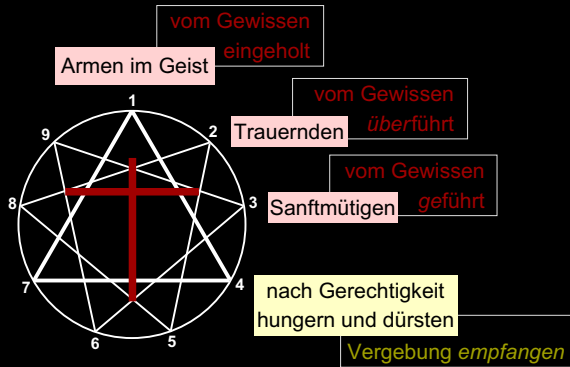 vom Gewissen
eingeholt
Armen im Geist
vom Gewissen
überführt
Trauernden
vom Gewissen
geführt
Sanftmütigen
nach Gerechtigkeit
hungern und dürsten
Vergebung empfangen
1
2
3
4
5
6
7
8
9